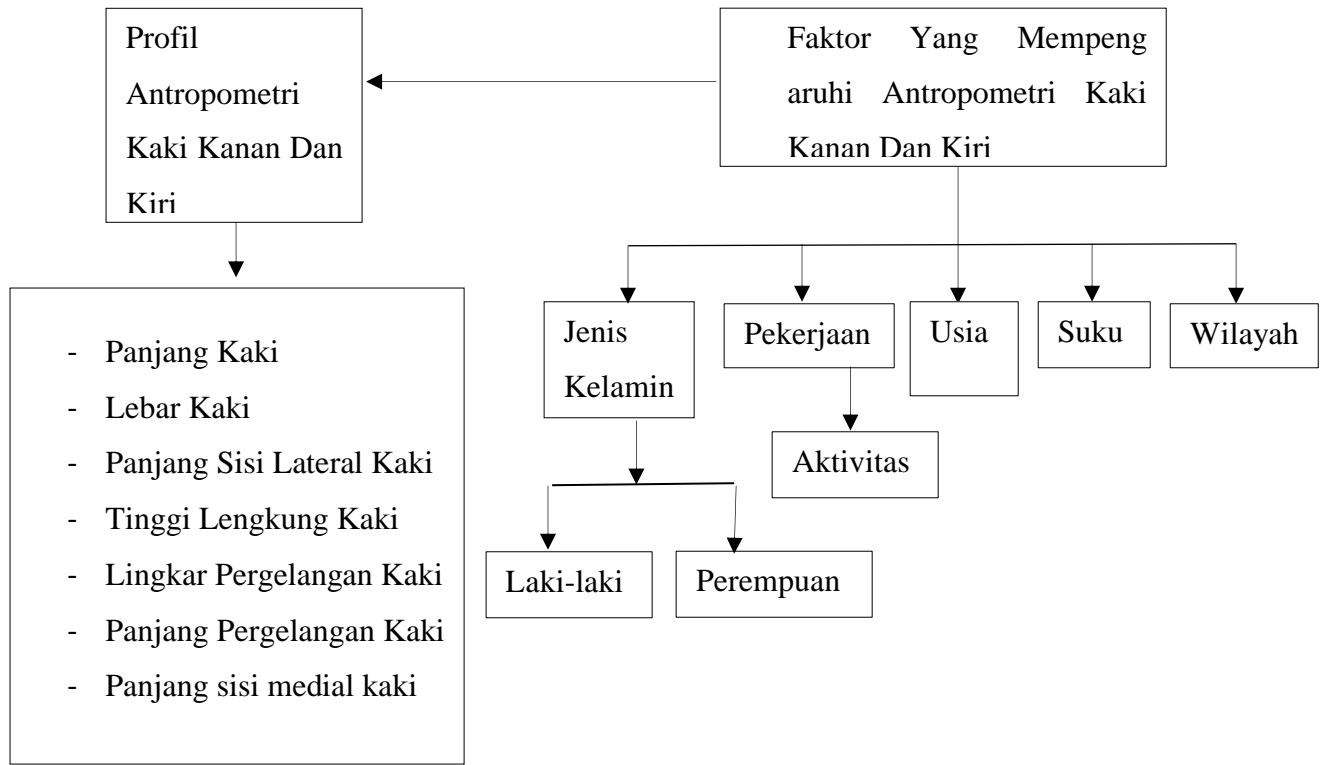 Profil
Antropometri
Kaki Kanan Dan
Kiri
Faktor Yang Mempeng
aruhi Antropometri Kaki
Kanan Dan Kiri
- Panjang Kaki
- Lebar Kaki
- Panjang Sisi Lateral Kaki
- Tinggi Lengkung Kaki
- Lingkar Pergelangan Kaki
- Panjang Pergelangan Kaki
- Panjang sisi medial kaki
Jenis
Kelamin
Pekerjaan
Usia
Suku
Wilayah
Aktivitas
Laki-laki
Perempuan